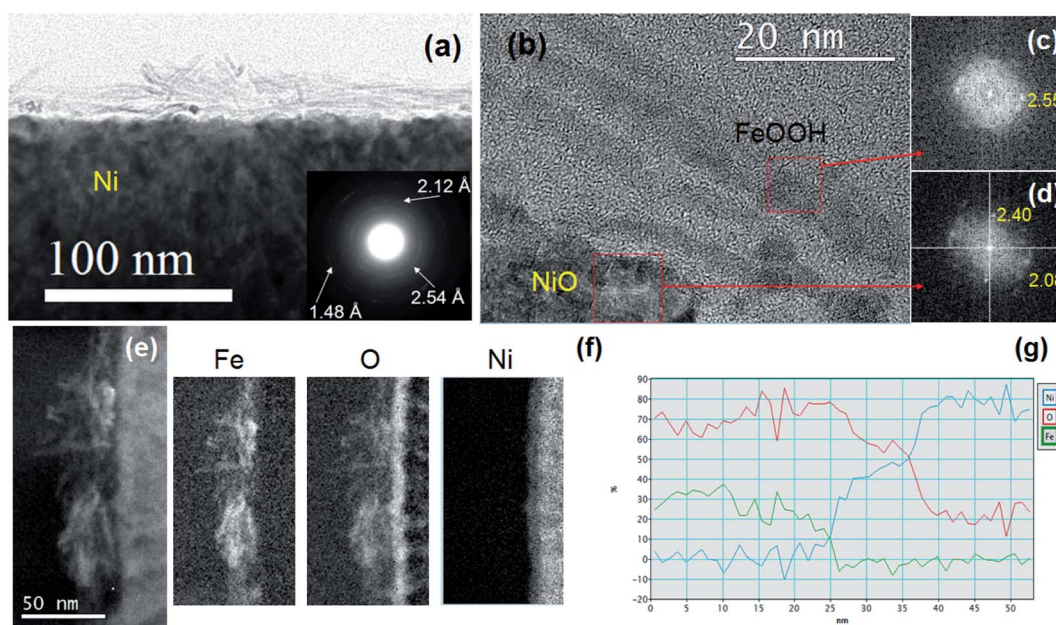 (a)
Ni
100 nm
2.12 Å
1.48 Å
2.54 Å
(b)
20 nm
FeOOH
NiO
(c)
2.55
(d)
2.40
2.08
(e)
50 nm
Fe
O
Ni
(f)
(g)
90
80
70
60
50
40
30
20
10
0
-10
-20
%
0
5
10
15
20
25
30
35
40
45
50
nm
Ni
O
Fe